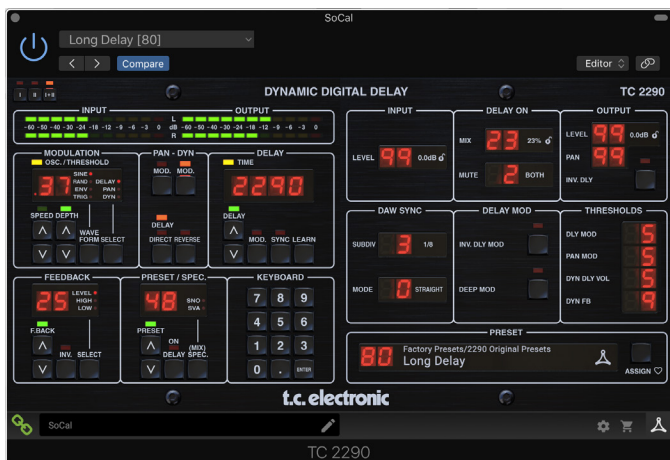 SoCal
Long Delay [80]
Compare
Editor
I II I+II
DYNAMIC DIGITAL DELAY
TC 2290
INPUT OUTPUT
L
-60 -50 -40 -30 -24 -18 -12 -6 -3 0 dB -60 -50 -40 -30 -24 -18 -12 -6 -3 0
R
MODULATION
OSC./THRESHOLD
.37
SINE
RAND
ENV
TRIG
DELAY
PAN
DYN
SPEED DEPTH
WAVE FORM
SELECT
PAN - DYN
MOD. MOD.
DELAY
DIRECT REVERSE
DELAY
TIME
2290
DELAY
MOD. SYNC LEARN
FEEDBACK
25
LEVEL
HIGH
LOW
F.BACK
INV. SELECT
PRESET / SPEC.
48
SNO
SVA
PRESET
ON
DELAY
(MIX)
SPEC.
KEYBOARD
7 8 9
4 5 6
1 2 3
0 . ENTER
INPUT
LEVEL 99 0.0dB
DELAY ON
MIX 23 23%
MUTE 2 BOTH
OUTPUT
LEVEL 99 0.0dB
PAN 99
INV. DLY
DAW SYNC
SUBDIV 3 1/8
MODE 0 STRAIGHT
DELAY MOD
INV. DLY MOD
DEEP MOD
THRESHOLDS
DLY MOD 5
PAN MOD 5
DYN DLY VOL 5
DYN FB 9
PRESET
80
Factory Presets/2290 Original Presets
Long Delay
ASSIGN
t.c. electronic
SoCal
TC 2290